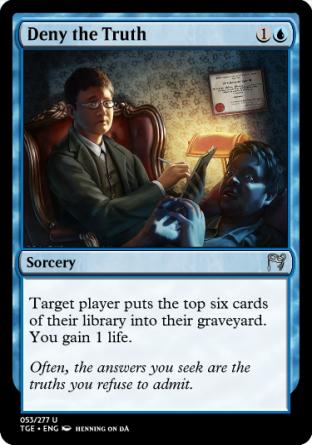 Deny the Truth 1
Sorcery
Target player puts the top six cards
of their library into their graveyard.
You gain 1 life.
Often, the answers you seek are the
truths you refuse to admit.
053/277 U
TGE • ENG HENNING ON DA